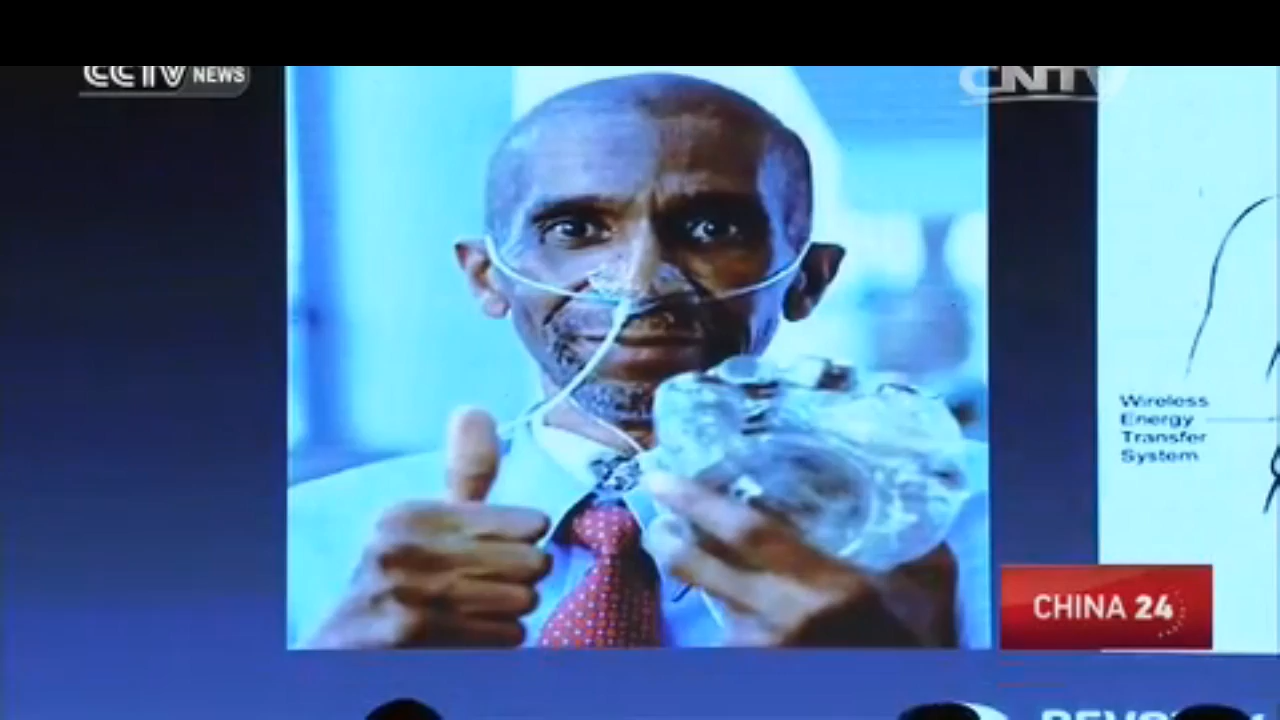 CCTV NEWS
CNTV
Wireless
Energy
Transfer
System
CHINA 24